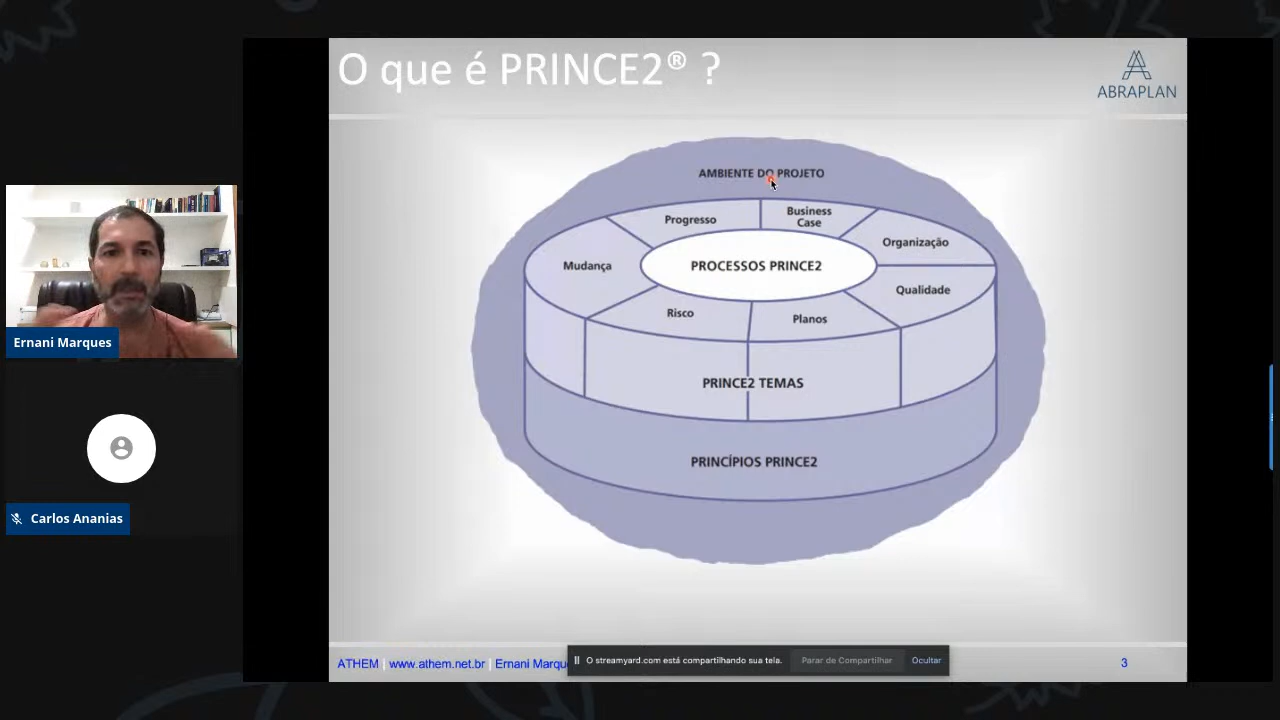 O que é PRINCE2® ?
ABRAPLAN
AMBIENTE DO PROJETO
Progresso
Business
Case
Organização
Mudança
PROCESSOS PRINCE2
Qualidade
Risco
Planos
PRINCE2 TEMAS
PRINCÍPIOS PRINCE2
Ernani Marques
Carlos Ananias
ATHEM | www.athem.net.br | Ernani Marque
O streamyard.com está compartilhando sua tela.
Parar de Compartilhar
Ocultar
3